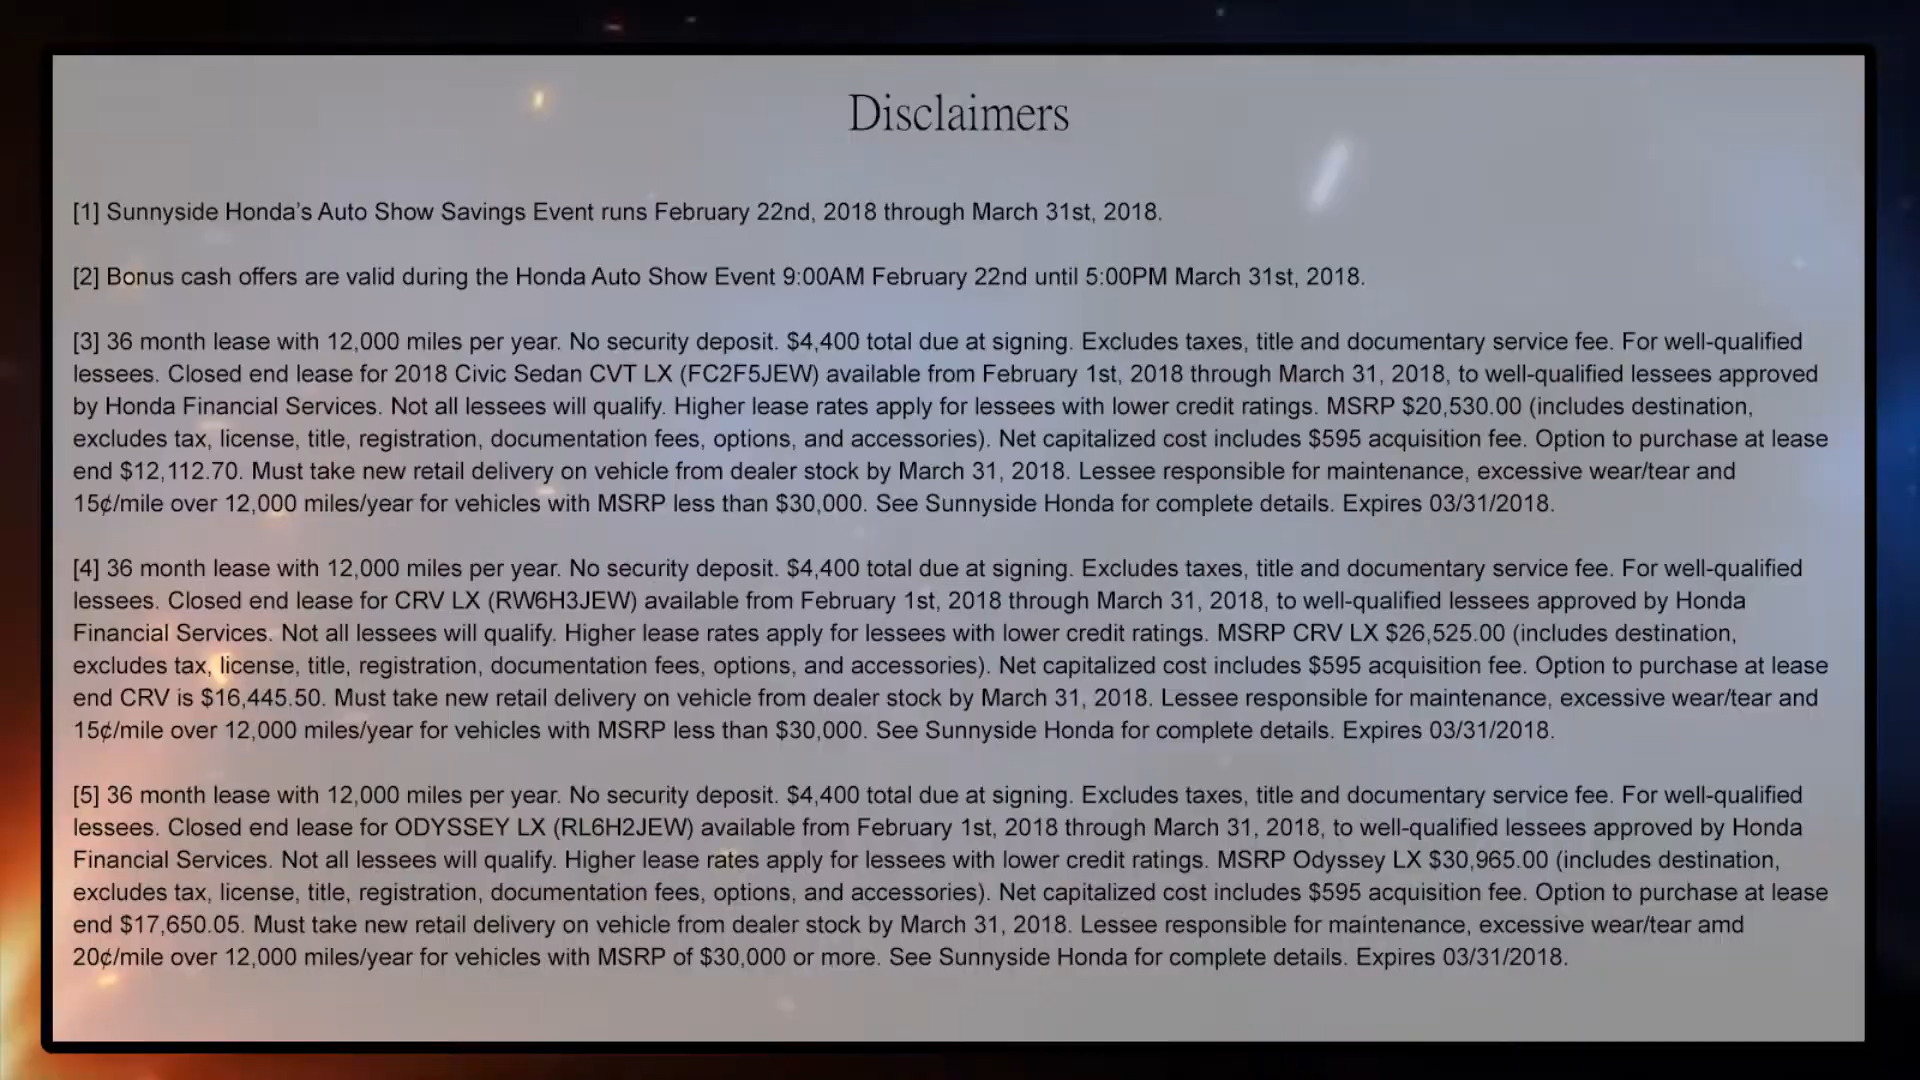 Disclaimers
[1] Sunnyside Honda's Auto Show Savings Event runs February 22nd, 2018 through March 31st, 2018.
[2] Bonus cash offers are valid during the Honda Auto Show Event 9:00AM February 22nd until 5:00PM March 31st, 2018.
[3] 36 month lease with 12,000 miles per year. No security deposit. $4,400 total due at signing. Excludes taxes, title and documentary service fee. For well-qualified
lessees. Closed end lease for 2018 Civic Sedan CVT LX (FC2F5JEW) available from February 1st, 2018 through March 31, 2018, to well-qualified lessees approved
by Honda Financial Services. Not all lessees will qualify. Higher lease rates apply for lessees with lower credit ratings. MSRP $20,530.00 (includes destination,
excludes tax, license, title, registration, documentation fees, options, and accessories). Net capitalized cost includes $595 acquisition fee. Option to purchase at lease
end $12,112.70. Must take new retail delivery on vehicle from dealer stock by March 31, 2018. Lessee responsible for maintenance, excessive wear/tear and
15¢/mile over 12,000 miles/year for vehicles with MSRP less than $30,000. See Sunnyside Honda for complete details. Expires 03/31/2018.
[4] 36 month lease with 12,000 miles per year. No security deposit. $4,400 total due at signing. Excludes taxes, title and documentary service fee. For well-qualified
lessees. Closed end lease for CRV LX (RW6H3JEW) available from February 1st, 2018 through March 31, 2018, to well-qualified lessees approved by Honda
Financial Services. Not all lessees will qualify. Higher lease rates apply for lessees with lower credit ratings. MSRP CRV LX $26,525.00 (includes destination,
excludes tax, license, title, registration, documentation fees, options, and accessories). Net capitalized cost includes $595 acquisition fee. Option to purchase at lease
end CRV is $16,445.50. Must take new retail delivery on vehicle from dealer stock by March 31, 2018. Lessee responsible for maintenance, excessive wear/tear and
15¢/mile over 12,000 miles/year for vehicles with MSRP less than $30,000. See Sunnyside Honda for complete details. Expires 03/31/2018.
[5] 36 month lease with 12,000 miles per year. No security deposit. $4,400 total due at signing. Excludes taxes, title and documentary service fee. For well-qualified
lessees. Closed end lease for ODYSSEY LX (RL6H2JEW) available from February 1st, 2018 through March 31, 2018, to well-qualified lessees approved by Honda
Financial Services. Not all lessees will qualify. Higher lease rates apply for lessees with lower credit ratings. MSRP Odyssey LX $30,965.00 (includes destination,
excludes tax, license, title, registration, documentation fees, options, and accessories). Net capitalized cost includes $595 acquisition fee. Option to purchase at lease
end $17,650.05. Must take new retail delivery on vehicle from dealer stock by March 31, 2018. Lessee responsible for maintenance, excessive wear/tear amd
20¢/mile over 12,000 miles/year for vehicles with MSRP of $30,000 or more. See Sunnyside Honda for complete details. Expires 03/31/2018.